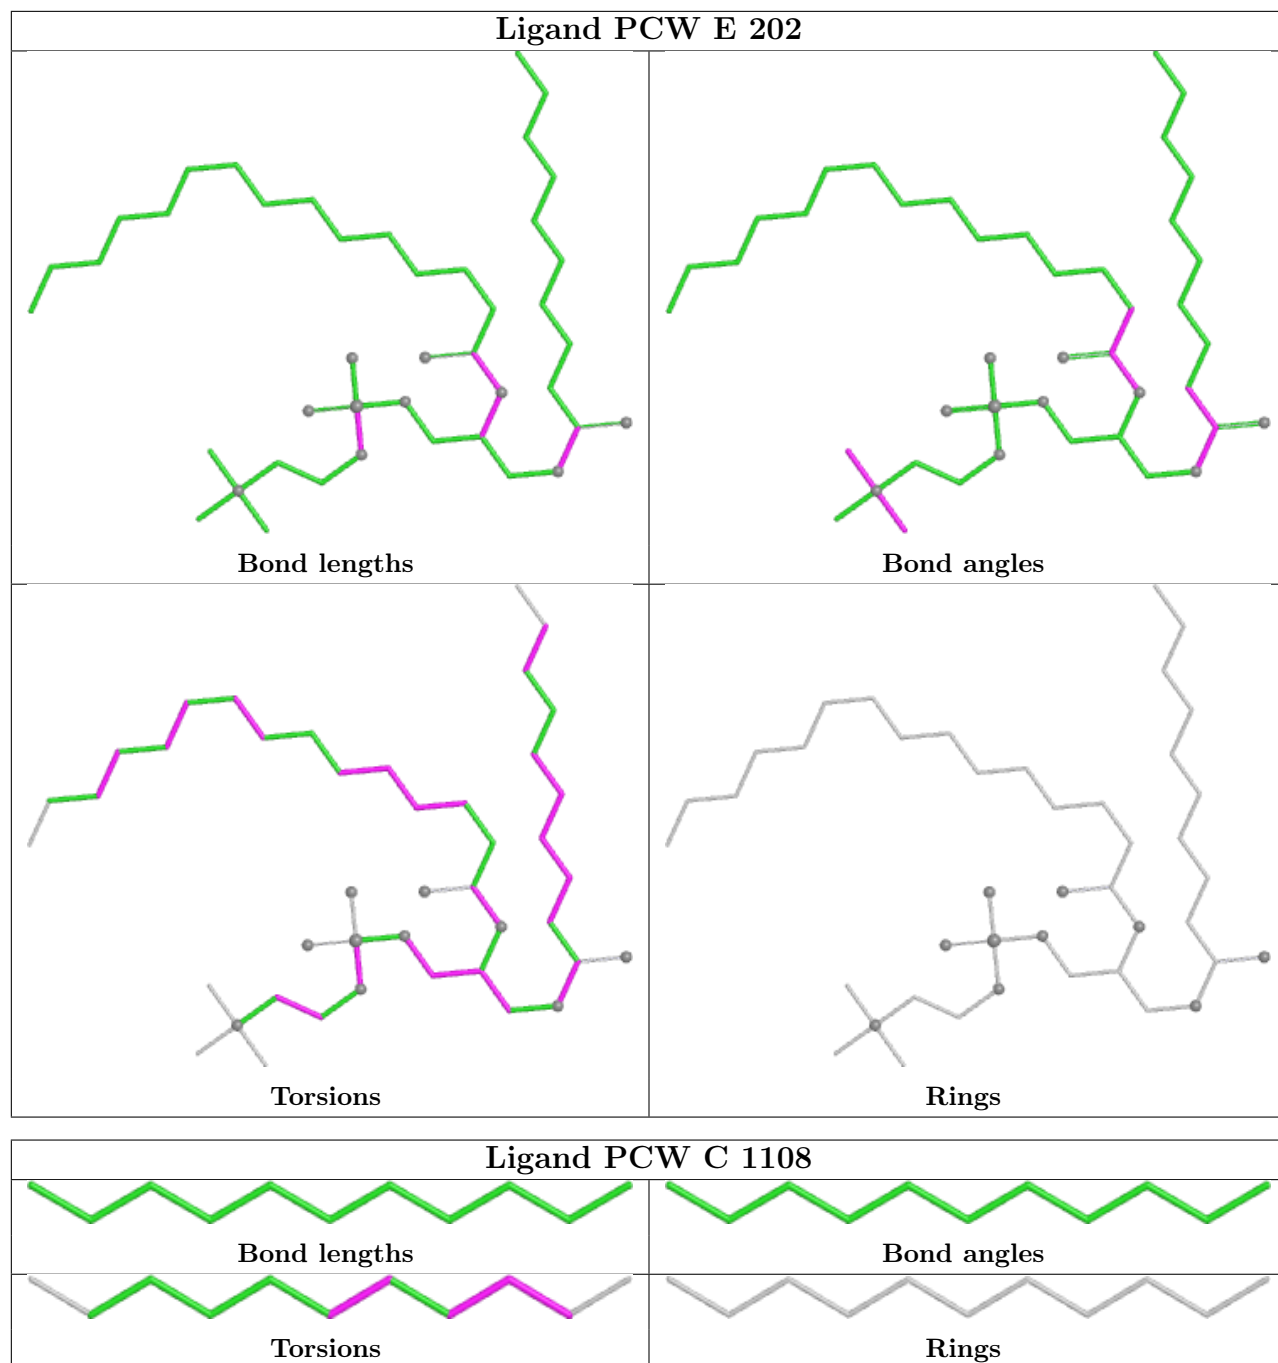 Ligand PCW E 202
Bond lengths
Bond angles
Torsions
Rings
Ligand PCW C 1108
Bond lengths
Bond angles
Torsions
Rings